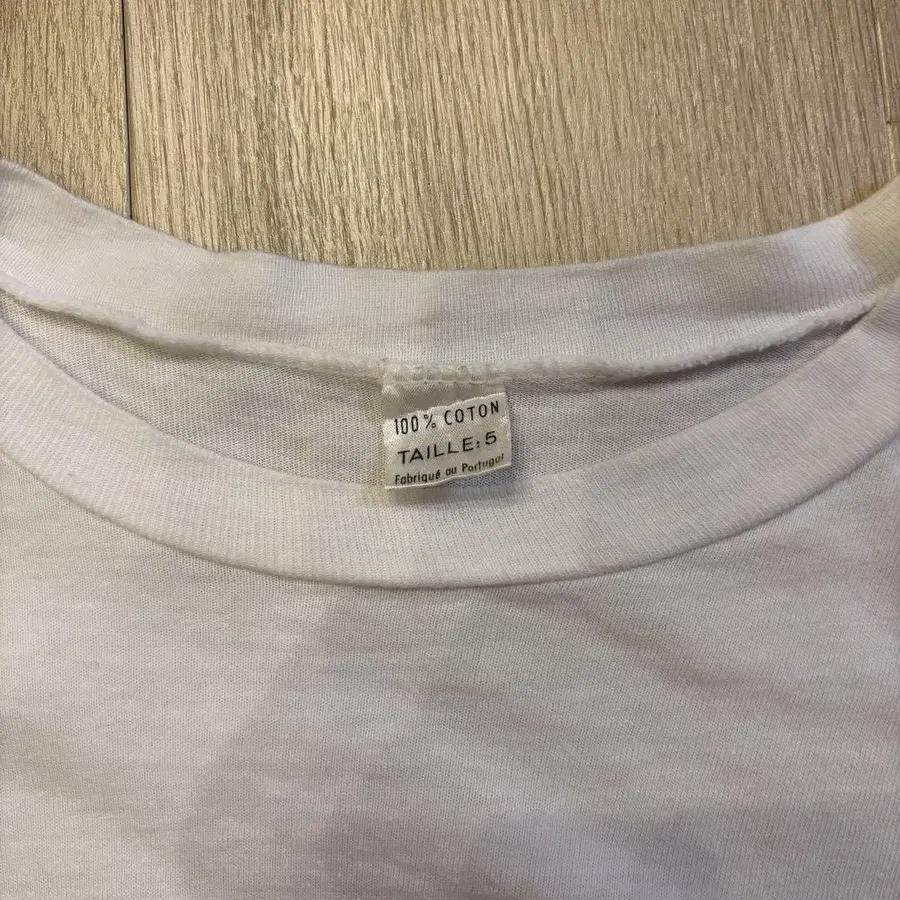 100% COTON
TAILLE: 5
Fabriqué au Portugal